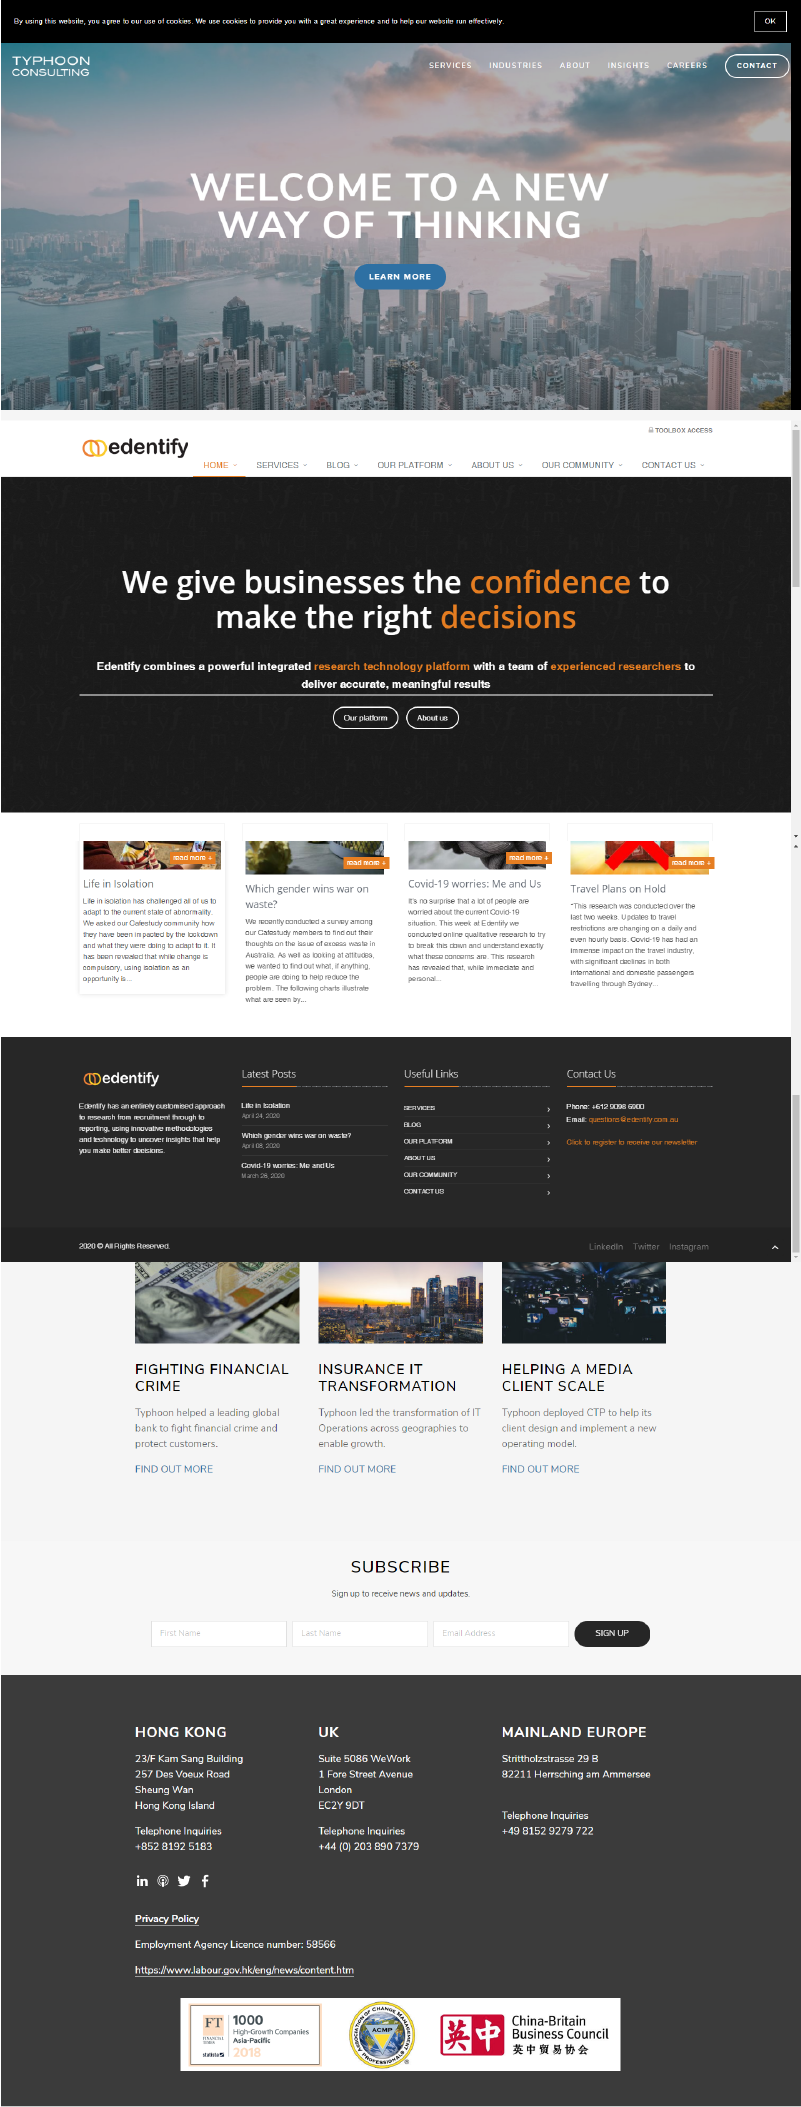 By using this website, you agree to our use of cookies. We use cookies to provide you with a great experience and to help our website run effectively.
OK
TYPHOON
CONSULTING
SERVICES INDUSTRIES ABOUT INSIGHTS CAREERS CONTACT
WELCOME TO A NEW
WAY OF THINKING
LEARN MORE
TOOLBOX ACCESS
edentify
HOME SERVICES BLOG OUR PLATFORM ABOUT US OUR COMMUNITY CONTACT US
We give businesses the confidence to
make the right decisions
Edentify combines a powerful integrated research technology platform with a team of experienced researchers to
deliver accurate, meaningful results
Our platform About us
read more +
Life in Isolation
Life in isolation has challenged all of us to
adapt to the current state of abnormality.
We asked our Cafestudy community how
they have been impacted by the lockdown
and what they were doing to adapt to it. It
has been revealed that while change is
compulsory, using isolation as an
opportunity is...
read more +
Which gender wins war on
waste?
We recently conducted a survey among
our Cafestudy members to find out their
thoughts on the issue of excess waste in
Australia. As well as looking at attitudes,
we wanted to find out what, if anything,
people are doing to help reduce the
problem. The following charts illustrate
what are seen by...
read more +
Covid-19 worries: Me and Us
It's no surprise that a lot of people are
worried about the current Covid-19
situation. This week at Edentify we
conducted online qualitative research to try
to break this down and understand exactly
what these concerns are. This research
has revealed that, while immediate and
personal...
read more +
Travel Plans on Hold
"This research was conducted over the
last two weeks. Updates to travel
restrictions are changing on a daily and
even hourly basis. Covid-19 has had an
immense impact on the travel industry,
with significant declines in both
international and domestic passengers
travelling through Sydney...
edentify
Edentify has an entirely customised approach
to research from recruitment through to
reporting, using innovative methodologies
and technology to uncover insights that help
you make better decisions.
Latest Posts
Life in Isolation
April 24, 2020
Which gender wins war on waste?
April 08, 2020
Covid-19 worries: Me and Us
March 26, 2020
Useful Links
SERVICES
BLOG
OUR PLATFORM
ABOUT US
OUR COMMUNITY
CONTACT US
Contact Us
Phone: +612 9098 6900
Email: questions@edentify.com.au
Click to register to receive our newsletter
2020 © All Rights Reserved.
LinkedIn Twitter Instagram
FIGHTING FINANCIAL
CRIME
Typhoon helped a leading global
bank to fight financial crime and
protect customers.
FIND OUT MORE
INSURANCE IT
TRANSFORMATION
Typhoon led the transformation of IT
Operations across geographies to
enable growth.
FIND OUT MORE
HELPING A MEDIA
CLIENT SCALE
Typhoon deployed CTP to help its
client design and implement a new
operating model.
FIND OUT MORE
SUBSCRIBE
Sign up to receive news and updates.
First Name Last Name Email Address SIGN UP
HONG KONG
23/F Kam Sang Building
257 Des Voeux Road
Sheung Wan
Hong Kong Island
Telephone Inquiries
+852 8192 5183
UK
Suite 5086 WeWork
1 Fore Street Avenue
London
EC2Y 9DT
Telephone Inquiries
+44 (0) 203 890 7379
MAINLAND EUROPE
Strittholzstrasse 29 B
82211 Herrsching am Ammersee
Telephone Inquiries
+49 8152 9279 722
Privacy Policy
Employment Agency Licence number: 58566
https://www.labour.gov.hk/eng/news/content.htm
FT
FINANCIAL
TIMES
statista
1000
High-Growth Companies
Asia-Pacific
2018
ASSOCIATION OF CHANGE MANAGEMENT
PROFESSIONALS
ACMP
英中
China-Britain
Business Council
英中貿易协会